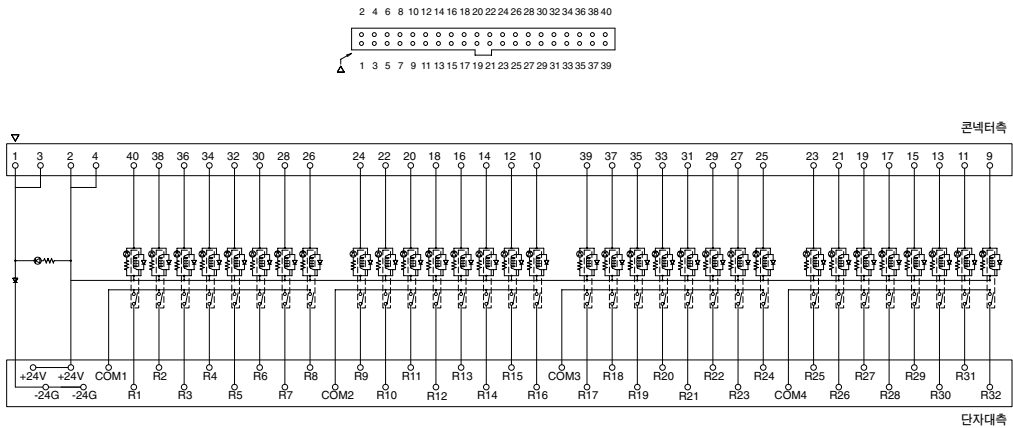 2 4 6 8 10 12 14 16 18 20 22 24 26 28 30 32 34 36 38 40
1 3 5 7 9 11 13 15 17 19 21 23 25 27 29 31 33 35 37 39
콘넥터측
1 3 2 4 40 38 36 34 32 30 28 26 24 22 20 18 16 14 12 10 39 37 35 33 31 29 27 25 23 21 19 17 15 13 11 9
+24V +24V COM1 R2 R4 R6 R8 R9 R11 R13 R15 COM3 R18 R20 R22 R24 R25 R27 R29 R31
-24G -24G R1 R3 R5 R7 COM2 R10 R12 R14 R16 R17 R19 R21 R23 COM4 R26 R28 R30 R32
단자대측